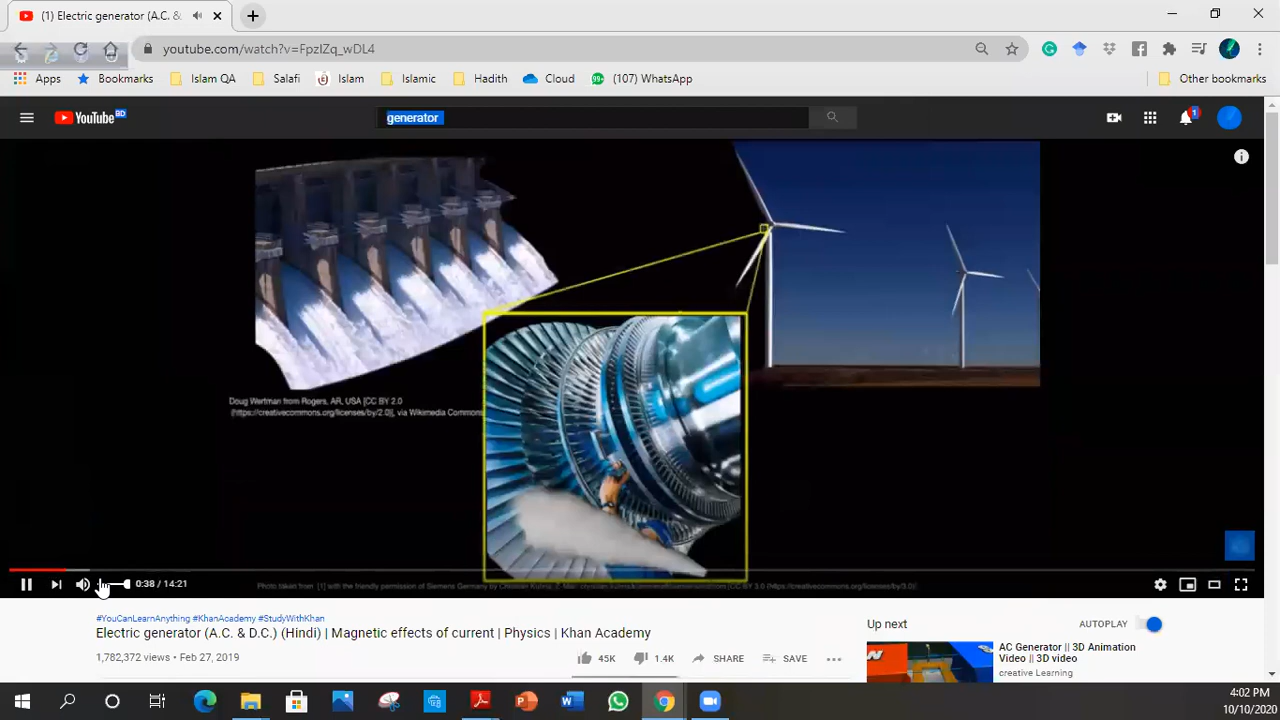 (1) Electric generator (A.C. &
youtube.com/watch?v=FpzlZq_wDL4
Apps Bookmarks Islam QA Salafi Islam Islamic Hadith Cloud (107) WhatsApp Other bookmarks
99+
YouTube BD
generator
1
Doug Wertman from Rogers, AR, USA [CC BY 2.0
(https://creativecommons.org/licenses/by/2.0)], via Wikimedia Commons
0:38 / 14:21
#YouCanLearnAnything #KhanAcademy #StudyWithKhan
Electric generator (A.C. & D.C.) (Hindi) | Magnetic effects of current | Physics | Khan Academy
1,782,372 views • Feb 27, 2019
45K 1.4K SHARE SAVE
Up next
AUTOPLAY
AC Generator || 3D Animation
Video || 3D video
creative Learning
4:02 PM
10/10/2020